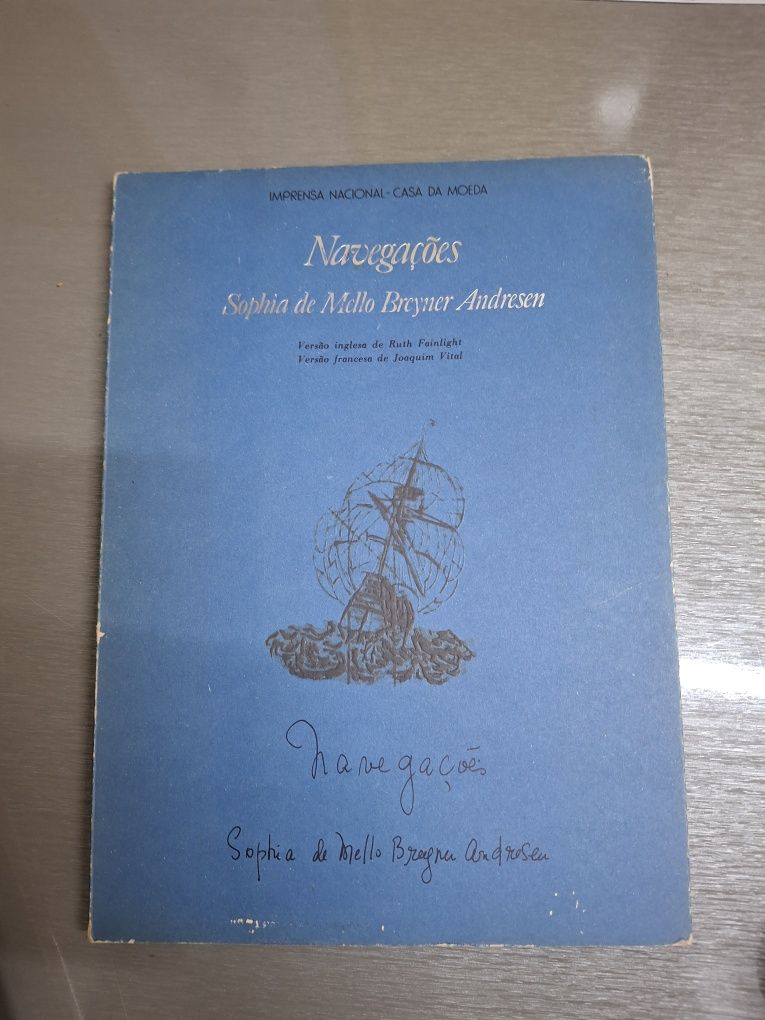 IMPRENSA NACIONAL - CASA DA MOEDA
Navegações
Sophia de Mello Breyner Andresen
Versão inglesa de Ruth Fainlight
Versão francesa de Joaquim Vital
Navegações
Sophia de Mello Breyner Andresen